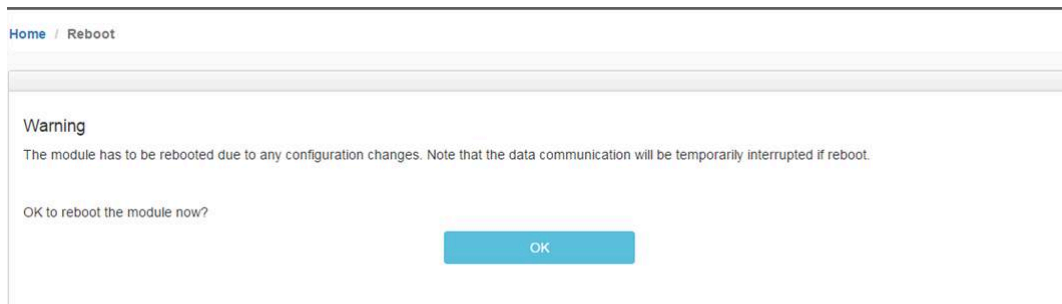 Home / Reboot
Warning
The module has to be rebooted due to any configuration changes. Note that the data communication will be temporarily interrupted if reboot.
OK to reboot the module now?
OK